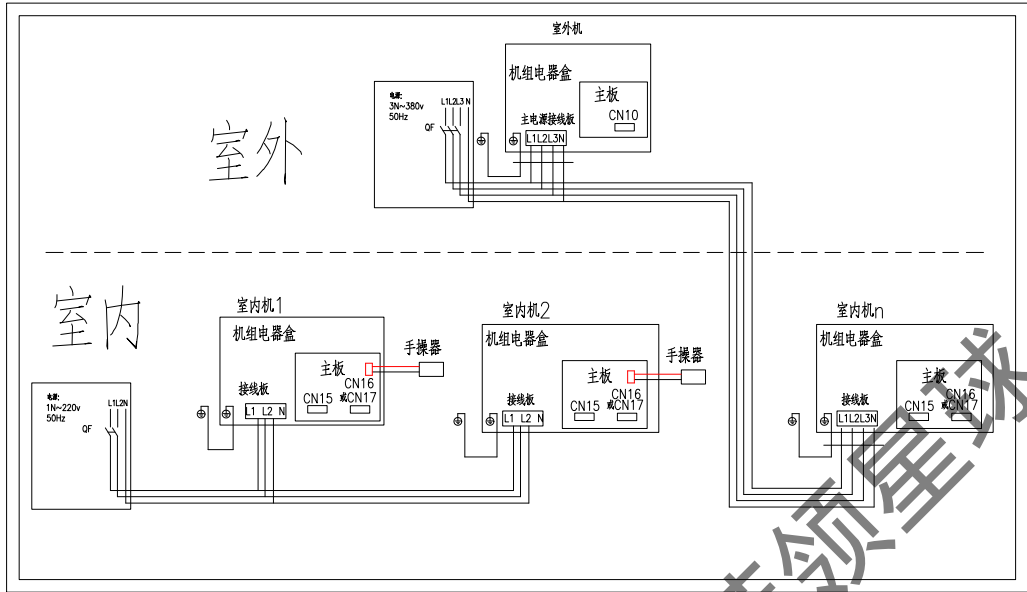 室外机
机组电器盒
主板
CN10
主电源接线板
L1L2L3N
电源:
3N~380v
50Hz
L1L2L3 N
QF
室外
室内
室内机1
机组电器盒
主板
手操器
CN16
CN15 或CN17
接线板
L1 L2 N
室内机2
机组电器盒
主板
手操器
CN16
CN15 或CN17
接线板
L1 L2 N
室内机n
机组电器盒
主板
CN16
CN15 或CN17
接线板
L1L2L3N
电源:
1N~220v
50Hz
L1L2N
QF
领星球